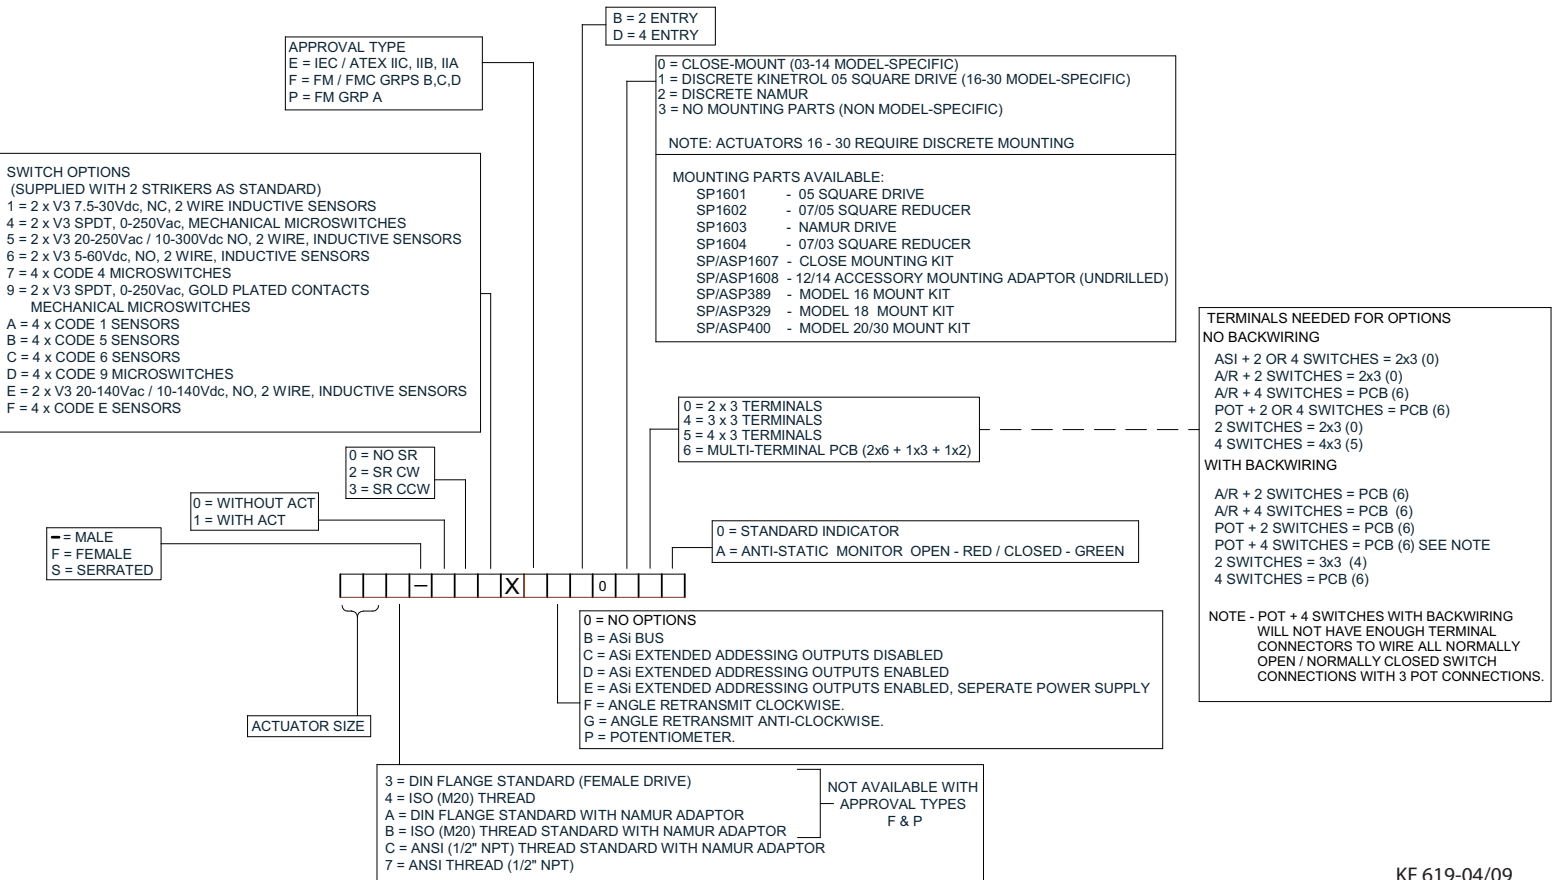 B = 2 ENTRY
D = 4 ENTRY
APPROVAL TYPE
E = IEC / ATEX IIC, IIB, IIA
F = FM / FMC GRPS B,C,D
P = FM GRP A
0 = CLOSE-MOUNT (03-14 MODEL-SPECIFIC)
1 = DISCRETE KINETROL 05 SQUARE DRIVE (16-30 MODEL-SPECIFIC)
2 = DISCRETE NAMUR
3 = NO MOUNTING PARTS (NON MODEL-SPECIFIC)
NOTE: ACTUATORS 16 - 30 REQUIRE DISCRETE MOUNTING
MOUNTING PARTS AVAILABLE:
SP1601 - 05 SQUARE DRIVE
SP1602 - 07/05 SQUARE REDUCER
SP1603 - NAMUR DRIVE
SP1604 - 07/03 SQUARE REDUCER
SP/ASP1607 - CLOSE MOUNTING KIT
SP/ASP1608 - 12/14 ACCESSORY MOUNTING ADAPTOR (UNDRILLED)
SP/ASP389 - MODEL 16 MOUNT KIT
SP/ASP329 - MODEL 18 MOUNT KIT
SP/ASP400 - MODEL 20/30 MOUNT KIT
SWITCH OPTIONS
(SUPPLIED WITH 2 STRIKERS AS STANDARD)
1 = 2 x V3 7.5-30Vdc, NC, 2 WIRE INDUCTIVE SENSORS
4 = 2 x V3 SPDT, 0-250Vac, MECHANICAL MICROSWITCHES
5 = 2 x V3 20-250Vac / 10-300Vdc NO, 2 WIRE, INDUCTIVE SENSORS
6 = 2 x V3 5-60Vdc, NO, 2 WIRE, INDUCTIVE SENSORS
7 = 4 x CODE 4 MICROSWITCHES
9 = 2 x V3 SPDT, 0-250Vac, GOLD PLATED CONTACTS
MECHANICAL MICROSWITCHES
A = 4 x CODE 1 SENSORS
B = 4 x CODE 5 SENSORS
C = 4 x CODE 6 SENSORS
D = 4 x CODE 9 MICROSWITCHES
E = 2 x V3 20-140Vac / 10-140Vdc, NO, 2 WIRE, INDUCTIVE SENSORS
F = 4 x CODE E SENSORS
TERMINALS NEEDED FOR OPTIONS
NO BACKWIRING
ASI + 2 OR 4 SWITCHES = 2x3 (0)
A/R + 2 SWITCHES = 2x3 (0)
A/R + 4 SWITCHES = PCB (6)
POT + 2 OR 4 SWITCHES = PCB (6)
2 SWITCHES = 2x3 (0)
4 SWITCHES = 4x3 (5)
WITH BACKWIRING
A/R + 2 SWITCHES = PCB (6)
A/R + 4 SWITCHES = PCB (6)
POT + 2 SWITCHES = PCB (6)
POT + 4 SWITCHES = PCB (6) SEE NOTE
2 SWITCHES = 3x3 (4)
4 SWITCHES = PCB (6)
NOTE - POT + 4 SWITCHES WITH BACKWIRING
WILL NOT HAVE ENOUGH TERMINAL
CONNECTORS TO WIRE ALL NORMALLY
OPEN / NORMALLY CLOSED SWITCH
CONNECTIONS WITH 3 POT CONNECTIONS.
0 = 2 x 3 TERMINALS
4 = 3 x 3 TERMINALS
5 = 4 x 3 TERMINALS
6 = MULTI-TERMINAL PCB (2x6 + 1x3 + 1x2)
0 = NO SR
2 = SR CW
3 = SR CCW
0 = WITHOUT ACT
1 = WITH ACT
– = MALE
F = FEMALE
S = SERRATED
0 = STANDARD INDICATOR
A = ANTI-STATIC MONITOR OPEN - RED / CLOSED - GREEN
– X 0
0 = NO OPTIONS
B = ASi BUS
C = ASi EXTENDED ADDESSING OUTPUTS DISABLED
D = ASi EXTENDED ADDRESSING OUTPUTS ENABLED
E = ASi EXTENDED ADDRESSING OUTPUTS ENABLED, SEPERATE POWER SUPPLY
F = ANGLE RETRANSMIT CLOCKWISE.
G = ANGLE RETRANSMIT ANTI-CLOCKWISE.
P = POTENTIOMETER.
ACTUATOR SIZE
3 = DIN FLANGE STANDARD (FEMALE DRIVE)
4 = ISO (M20) THREAD
A = DIN FLANGE STANDARD WITH NAMUR ADAPTOR
B = ISO (M20) THREAD STANDARD WITH NAMUR ADAPTOR
C = ANSI (1/2" NPT) THREAD STANDARD WITH NAMUR ADAPTOR
7 = ANSI THREAD (1/2" NPT)
NOT AVAILABLE WITH
APPROVAL TYPES
F & P
KF 619-04/09